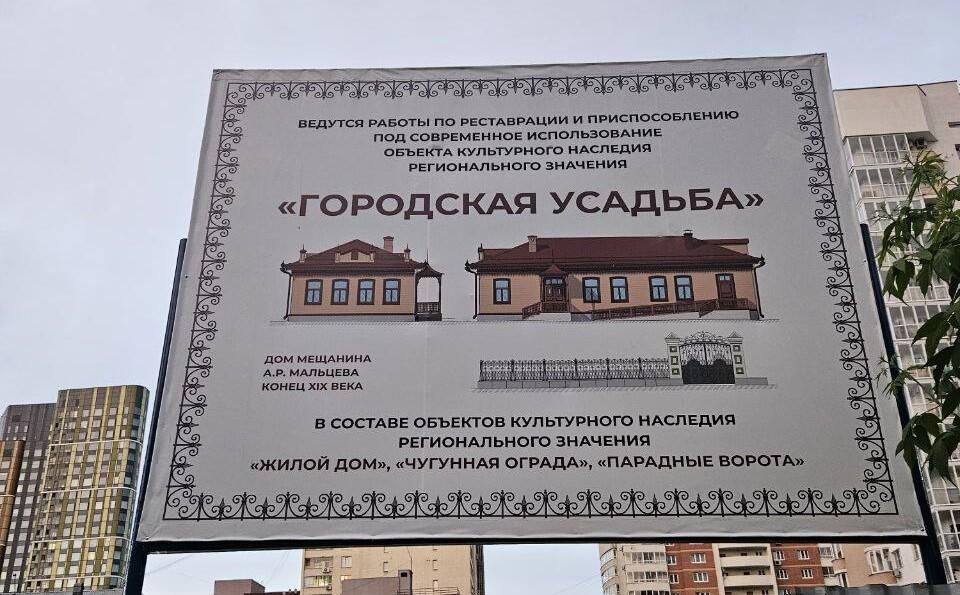 ВЕДУТСЯ РАБОТЫ ПО РЕСТАВРАЦИИ И ПРИСПОСОБЛЕНИЮ
ПОД СОВРЕМЕННОЕ ИСПОЛЬЗОВАНИЕ
ОБЪЕКТА КУЛЬТУРНОГО НАСЛЕДИЯ
РЕГИОНАЛЬНОГО ЗНАЧЕНИЯ
«ГОРОДСКАЯ УСАДЬБА»
ДОМ МЕЩАНИНА
А.Р. МАЛЬЦЕВА
КОНЕЦ XIX ВЕКА
В СОСТАВЕ ОБЪЕКТОВ КУЛЬТУРНОГО НАСЛЕДИЯ
РЕГИОНАЛЬНОГО ЗНАЧЕНИЯ
«ЖИЛОЙ ДОМ», «ЧУГУННАЯ ОГРАДА», «ПАРАДНЫЕ ВОРОТА»